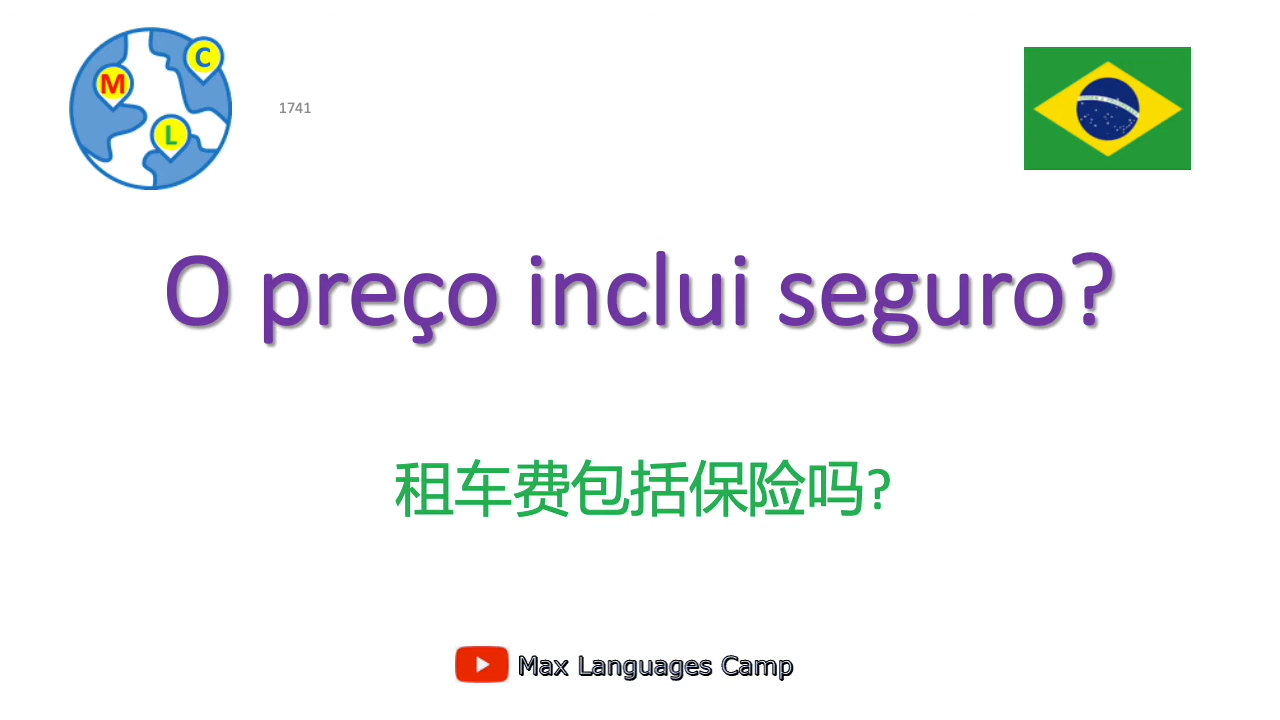 M
C
L
1741
O preço inclui seguro?
租车费包括保险吗?
Max Languages Camp